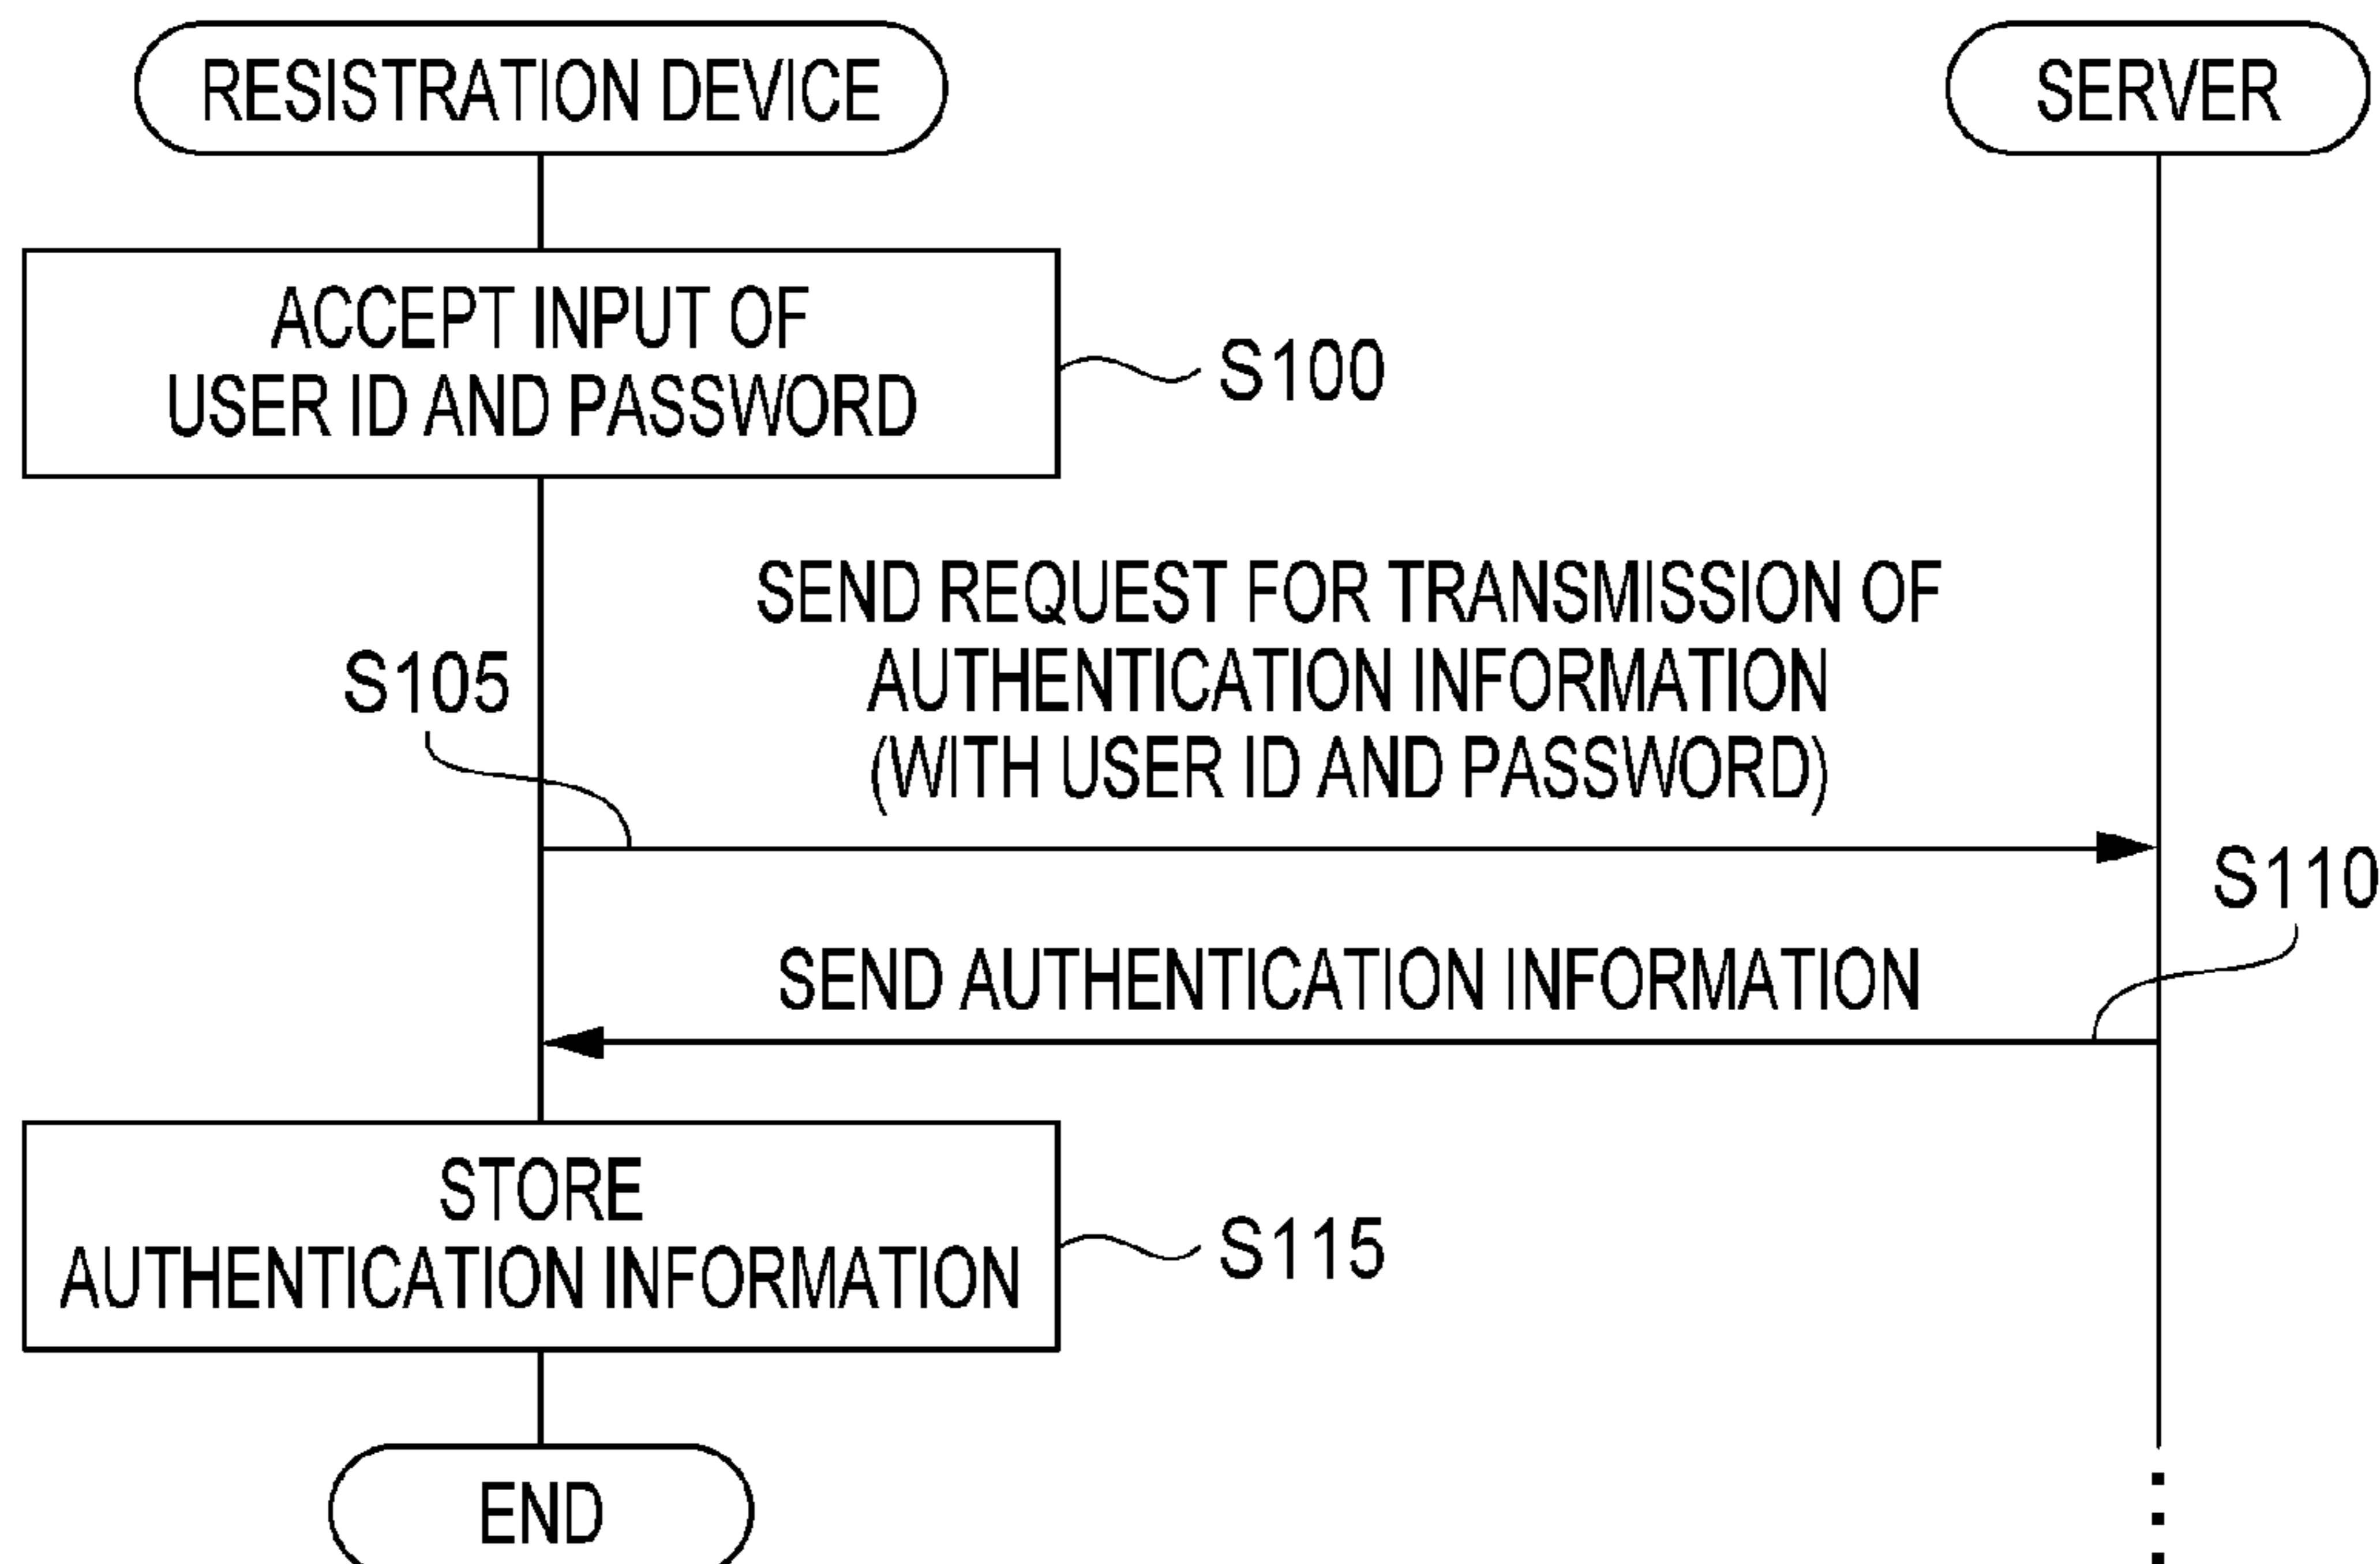 RESISTRATION DEVICE
SERVER
ACCEPT INPUT OF
USER ID AND PASSWORD
S100
SEND REQUEST FOR TRANSMISSION OF
AUTHENTICATION INFORMATION
(WITH USER ID AND PASSWORD)
S105
S110
SEND AUTHENTICATION INFORMATION
STORE
AUTHENTICATION INFORMATION
S115
END